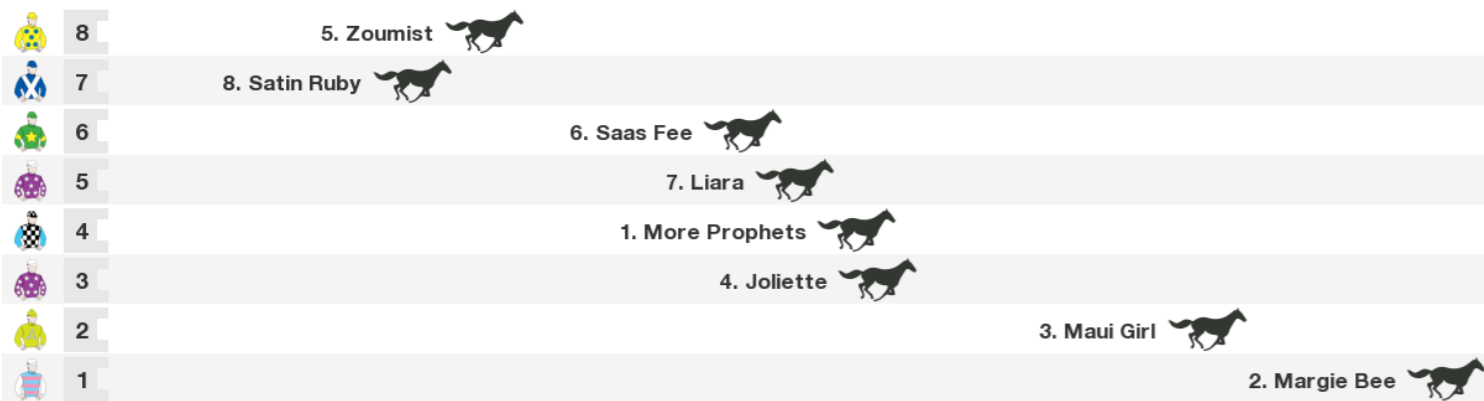 8 5. Zoumist
7 8. Satin Ruby
6 6. Saas Fee
5 7. Liara
4 1. More Prophets
3 4. Joliette
2 3. Maui Girl
1 2. Margie Bee